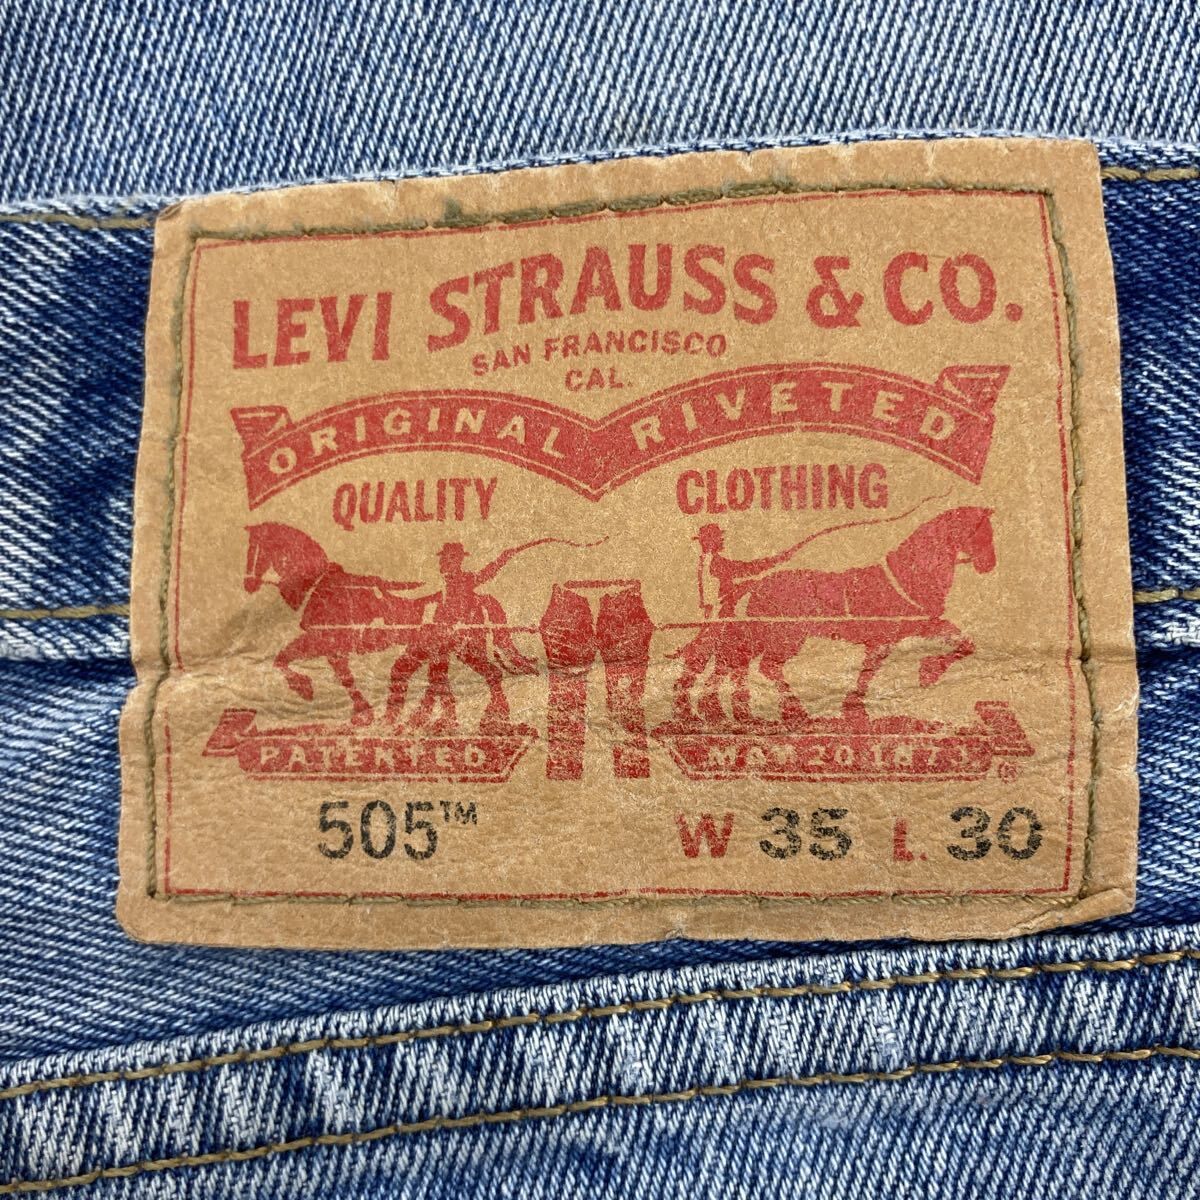 LEVI STRAUSS & CO.
SAN FRANCISCO
CAL.
ORIGINAL RIVETED
QUALITY CLOTHING
PATENTED MAY 20 1873 ®
505™ W 35 L. 30